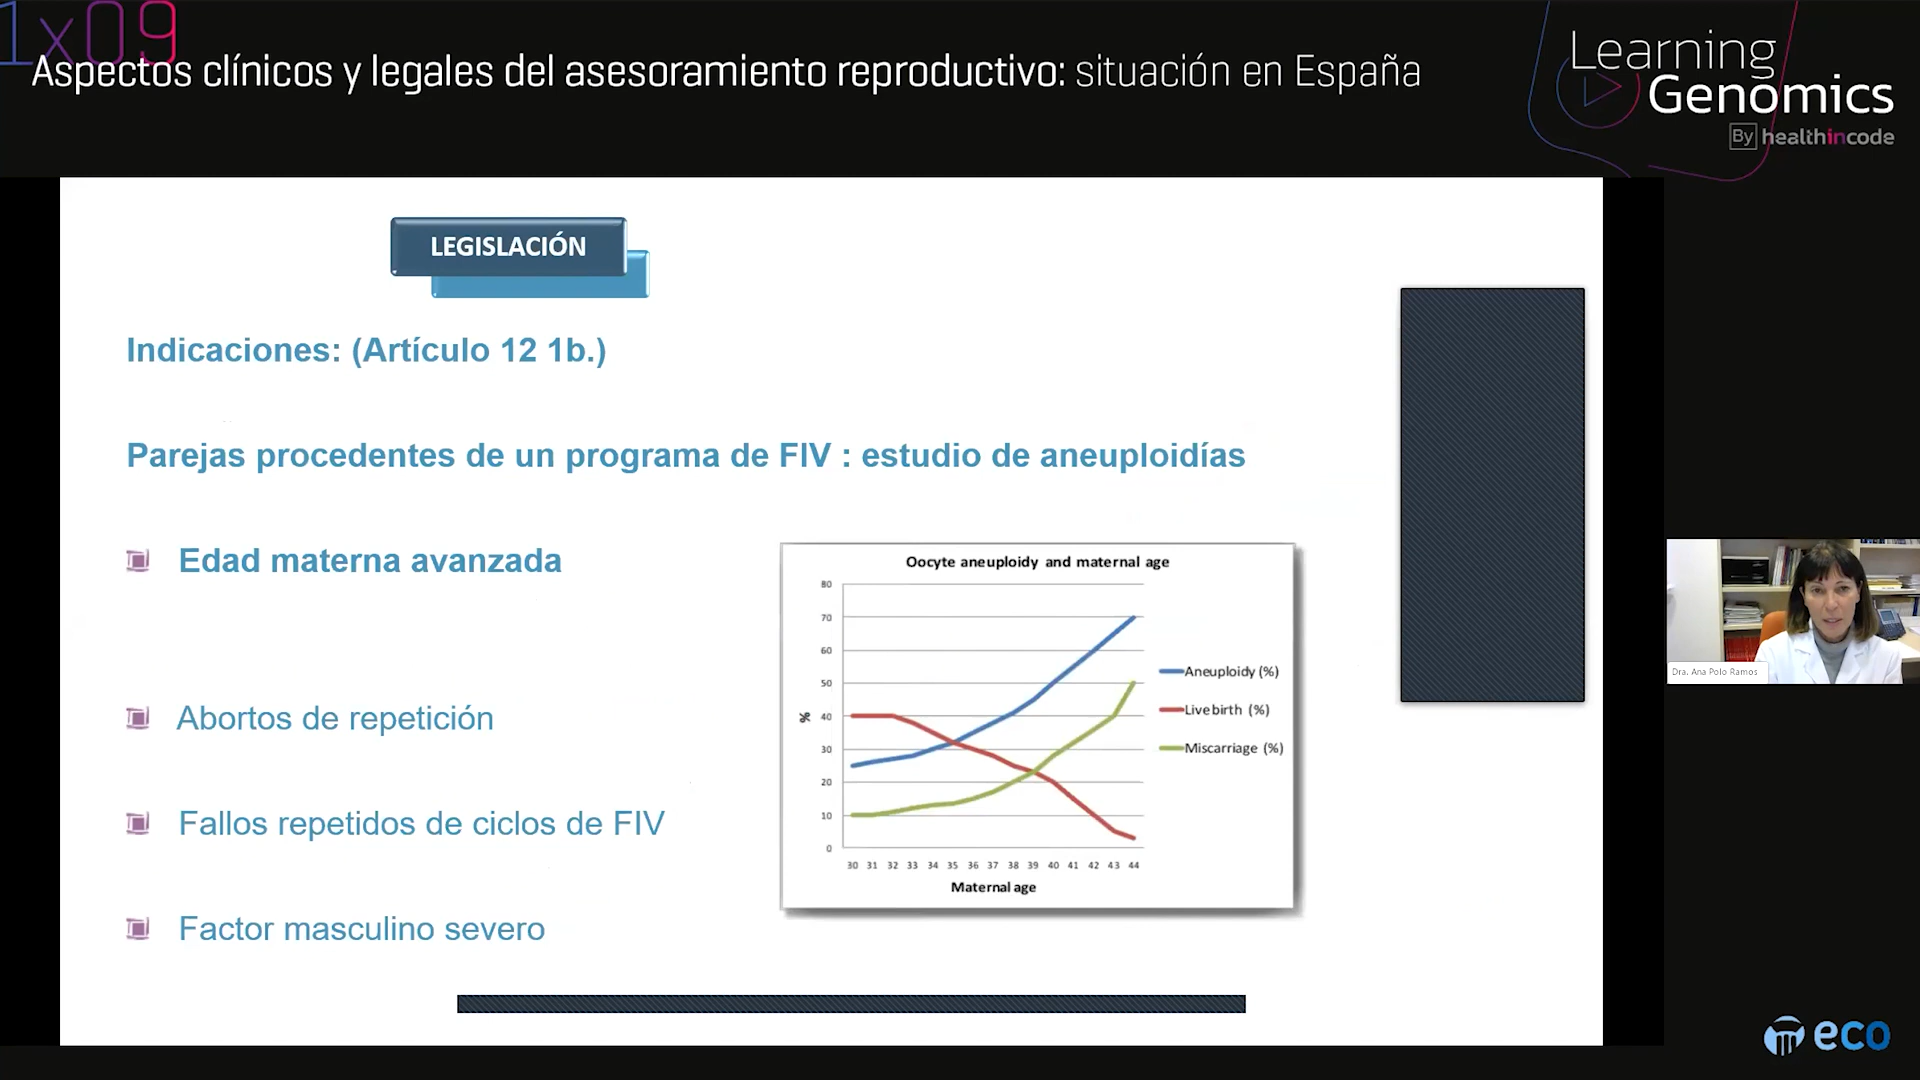 1x09
Aspectos clínicos y legales del asesoramiento reproductivo: situación en España
Learning
Genomics
By healthincode
LEGISLACIÓN
Indicaciones: (Artículo 12 1b.)
Parejas procedentes de un programa de FIV : estudio de aneuploidías
Edad materna avanzada
Abortos de repetición
Fallos repetidos de ciclos de FIV
Factor masculino severo
Oocyte aneuploidy and maternal age
80
70
60
50
40
30
20
10
0
%
30 31 32 33 34 35 36 37 38 39 40 41 42 43 44
Maternal age
Aneuploidy (%)
Live birth (%)
Miscarriage (%)
Dra. Ana Polo Ramos
eco